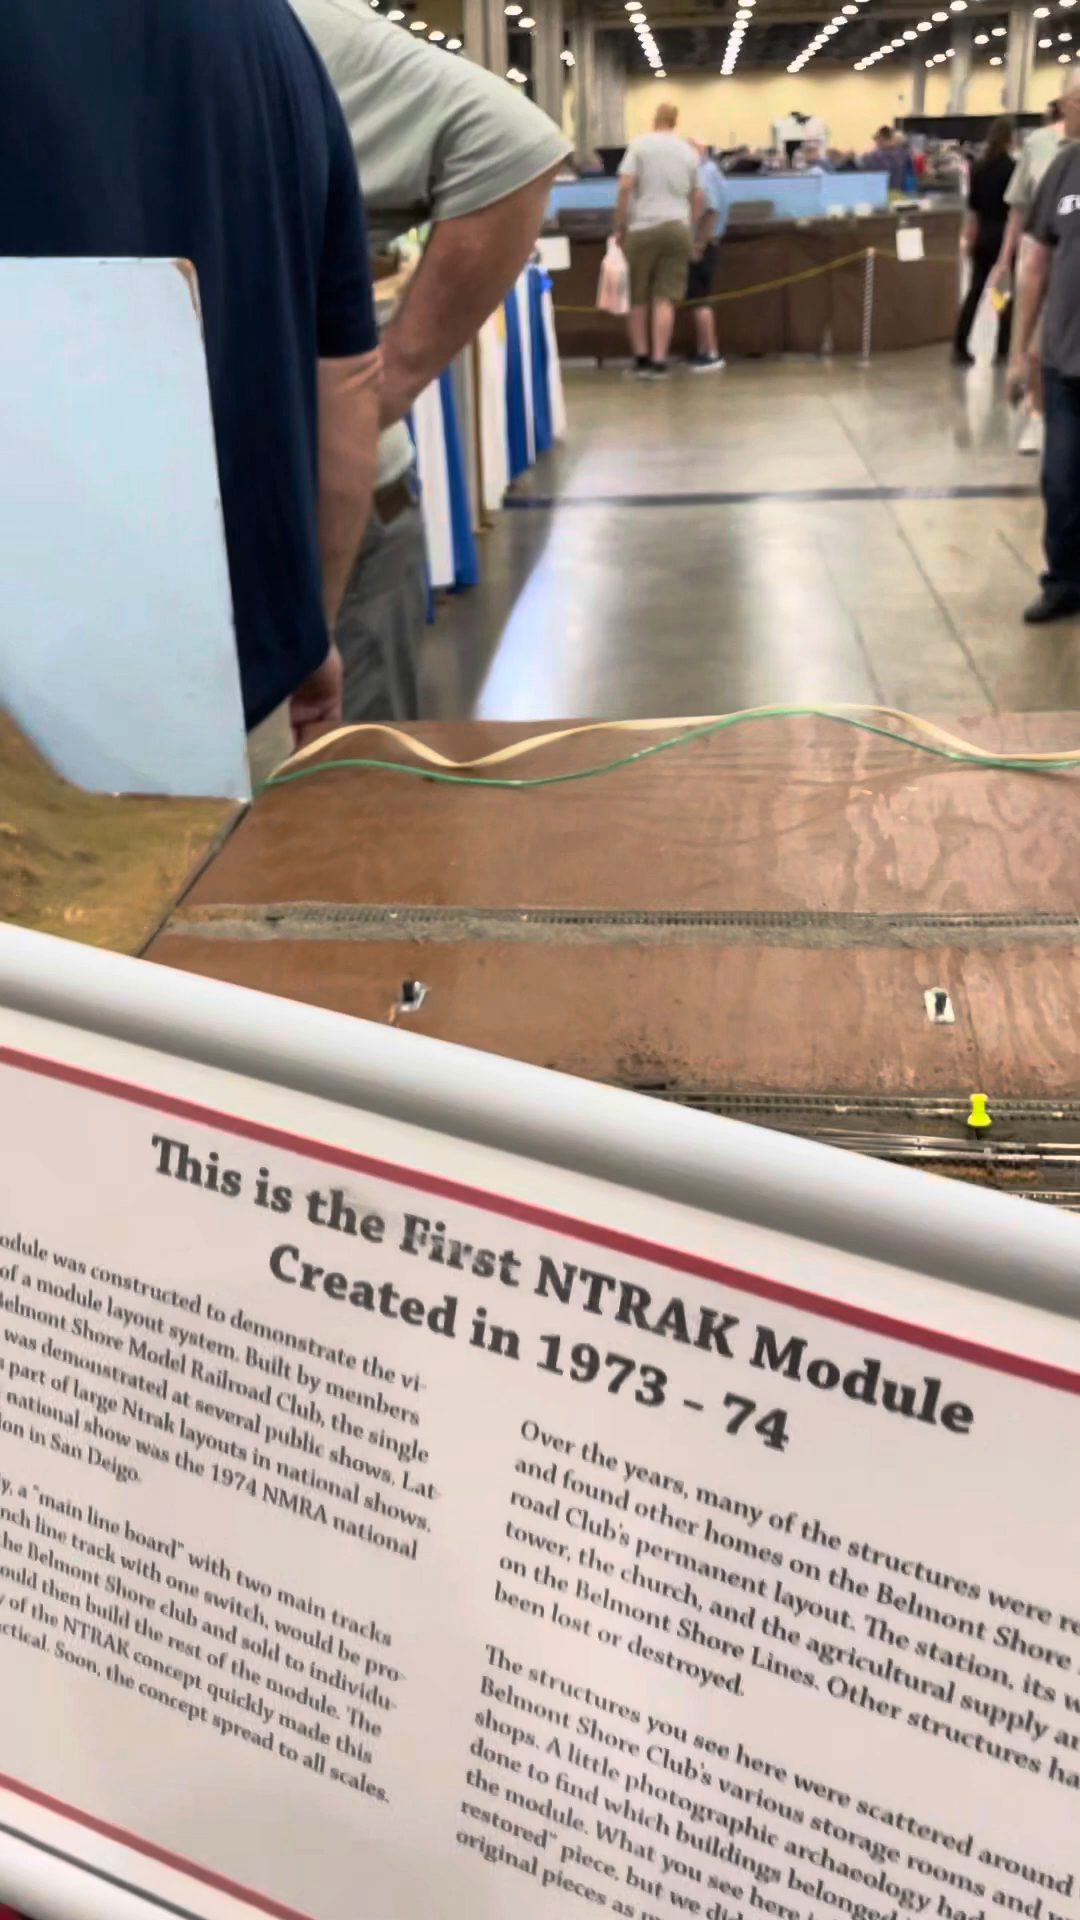 This is the First NTRAK Module
Created in 1973 - 74
odule was constructed to demonstrate the vi-
of a module layout system. Built by members
Belmont Shore Model Railroad Club, the single
was demonstrated at several public shows. Lat-
part of large Ntrak layouts in national shows.
national show was the 1974 NMRA national
ion in San Deigo.
y, a "main line board" with two main tracks
nch line track with one switch, would be pro-
he Belmont Shore club and sold to individu-
ould then build the rest of the module. The
of the NTRAK concept quickly made this
ctical. Soon, the concept spread to all scales.
Over the years, many of the structures were re
and found other homes on the Belmont Shore
road Club's permanent layout. The station, its w
tower, the church, and the agricultural supply ar
on the Belmont Shore Lines. Other structures ha
been lost or destroyed.
The structures you see here were scattered around
Belmont Shore Club's various storage rooms and w
shops. A little photographic archaeology had
done to find which buildings belonged
the module. What you see here i
restored" piece, but we did
original pieces as